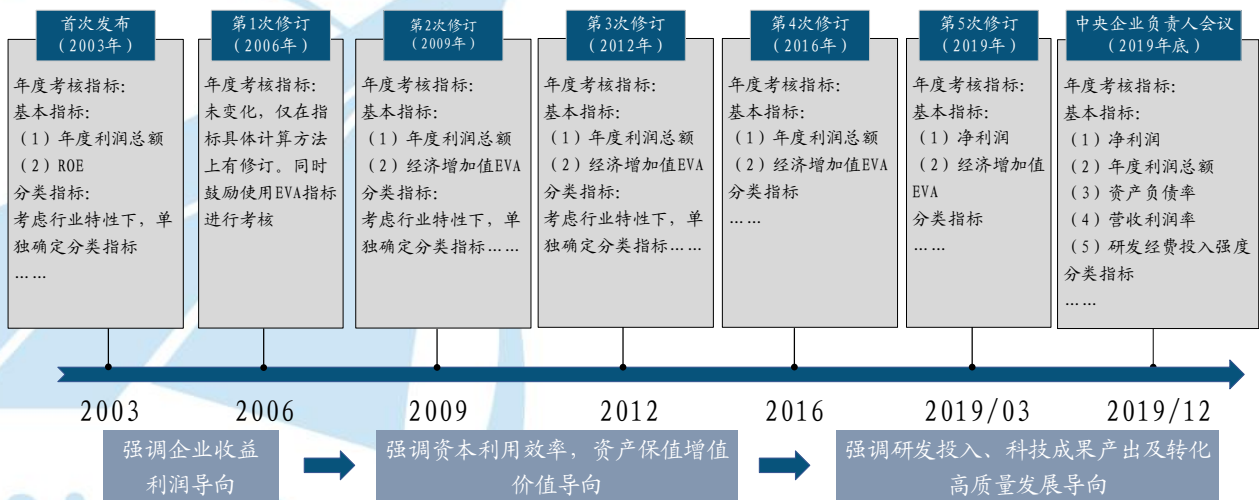 首次发布
（2003年）
年度考核指标：
基本指标：
（1）年度利润总额
（2）ROE
分类指标：
考虑行业特性下，单
独确定分类指标
……
第1次修订
（2006年）
年度考核指标：
未变化，仅在指
标具体计算方法
上有修订。同时
鼓励使用EVA指标
进行考核
第2次修订
（2009年）
年度考核指标：
基本指标：
（1）年度利润总额
（2）经济增加值EVA
分类指标：
考虑行业特性下，单
独确定分类指标……
第3次修订
（2012年）
年度考核指标：
基本指标：
（1）年度利润总额
（2）经济增加值EVA
分类指标：
考虑行业特性下，单
独确定分类指标……
第4次修订
（2016年）
年度考核指标：
基本指标：
（1）年度利润总额
（2）经济增加值EVA
分类指标
……
第5次修订
（2019年）
年度考核指标：
基本指标：
（1）净利润
（2）经济增加值
EVA
分类指标
……
中央企业负责人会议
（2019年底）
年度考核指标：
基本指标：
（1）净利润
（2）年度利润总额
（3）资产负债率
（4）营收利润率
（5）研发经费投入强度
分类指标
……
2003
2006
2009
2012
2016
2019/03
2019/12
强调企业收益
利润导向
强调资本利用效率，资产保值增值
价值导向
强调研发投入、科技成果产出及转化
高质量发展导向